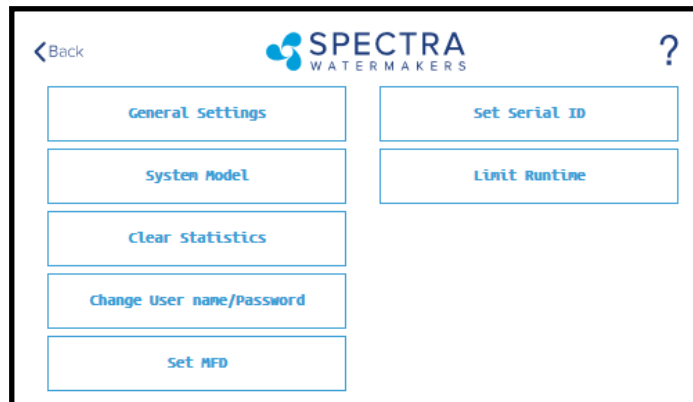 Back
SPECTRA
WATERMAKERS
?
General Settings
Set Serial ID
System Model
Limit Runtime
Clear Statistics
Change User name/Password
Set MFD